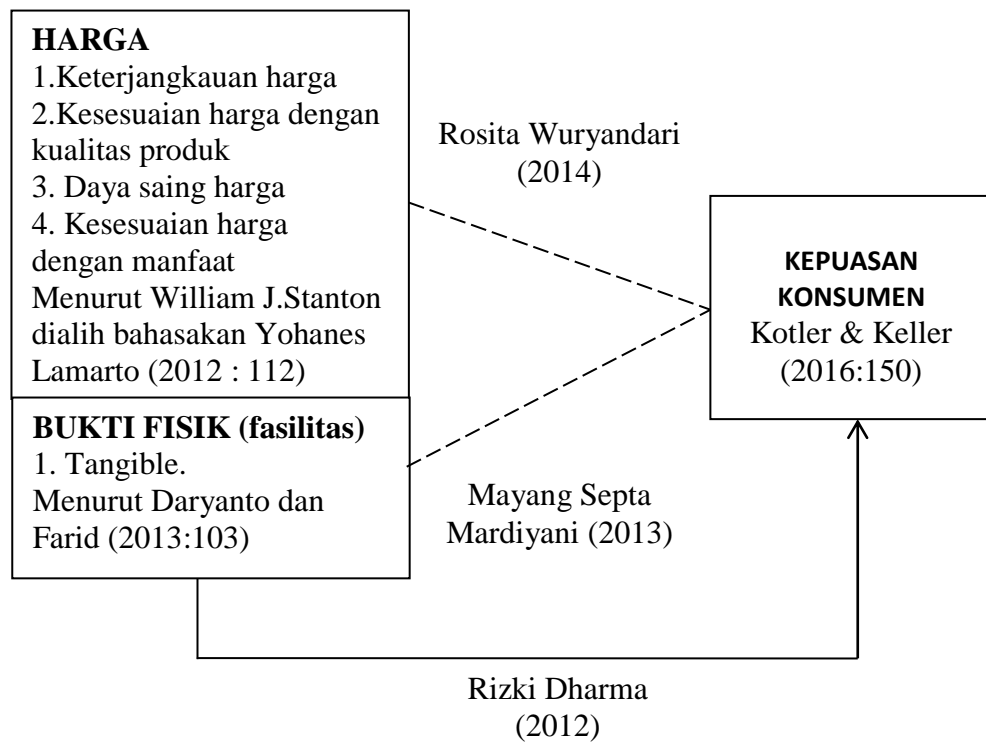 HARGA
1.Keterjangkauan harga
2.Kesesuaian harga dengan
kualitas produk
3. Daya saing harga
4. Kesesuaian harga
dengan manfaat
Menurut William J.Stanton
dialih bahasakan Yohanes
Lamarto (2012 : 112)
BUKTI FISIK (fasilitas)
1. Tangible.
Menurut Daryanto dan
Farid (2013:103)
Rosita Wuryandari
(2014)
Mayang Septa
Mardiyani (2013)
KEPUASAN
KONSUMEN
Kotler & Keller
(2016:150)
Rizki Dharma
(2012)